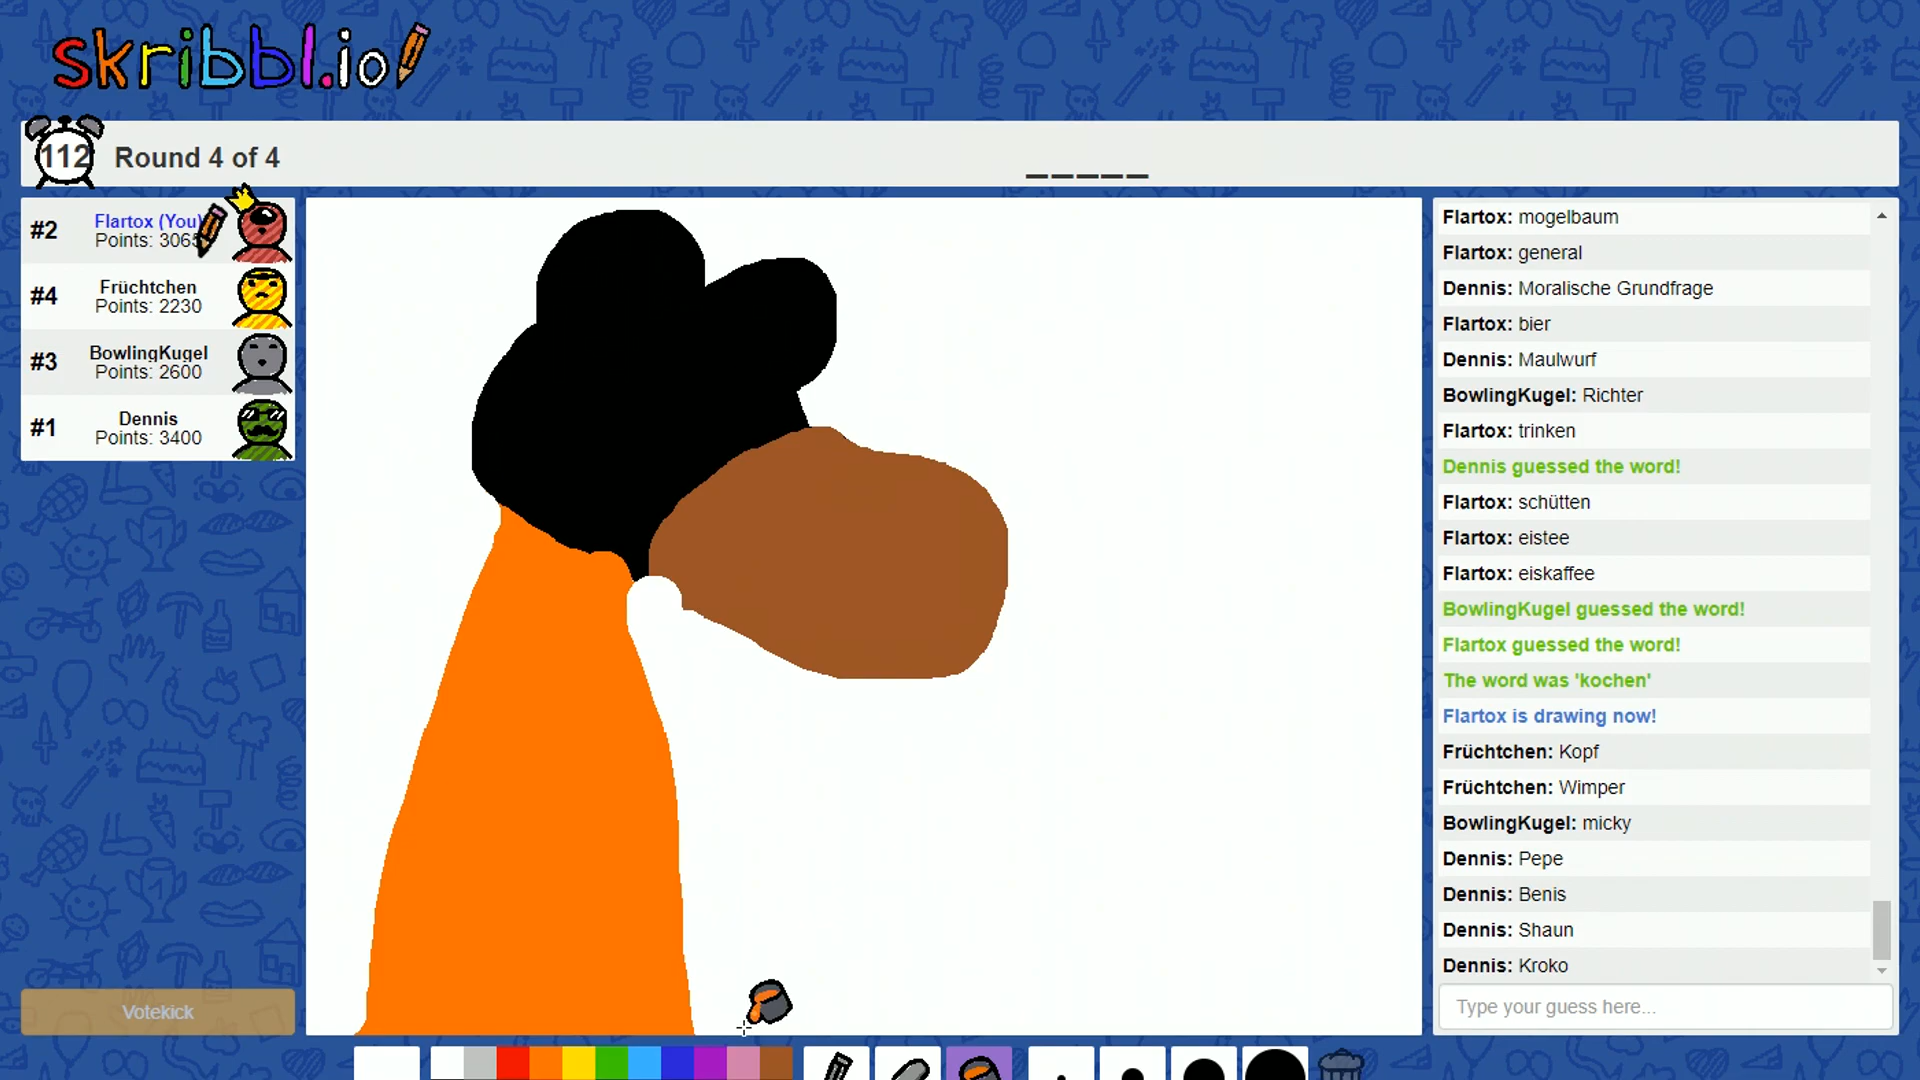 skribbl.io
112
Round 4 of 4
_____
#2
Flartox (You)
Points: 3065
#4
Früchtchen
Points: 2230
#3
BowlingKugel
Points: 2600
#1
Dennis
Points: 3400
Votekick
Flartox: mogelbaum
Flartox: general
Dennis: Moralische Grundfrage
Flartox: bier
Dennis: Maulwurf
BowlingKugel: Richter
Flartox: trinken
Dennis guessed the word!
Flartox: schütten
Flartox: eistee
Flartox: eiskaffee
BowlingKugel guessed the word!
Flartox guessed the word!
The word was 'kochen'
Flartox is drawing now!
Früchtchen: Kopf
Früchtchen: Wimper
BowlingKugel: micky
Dennis: Pepe
Dennis: Benis
Dennis: Shaun
Dennis: Kroko
Type your guess here...